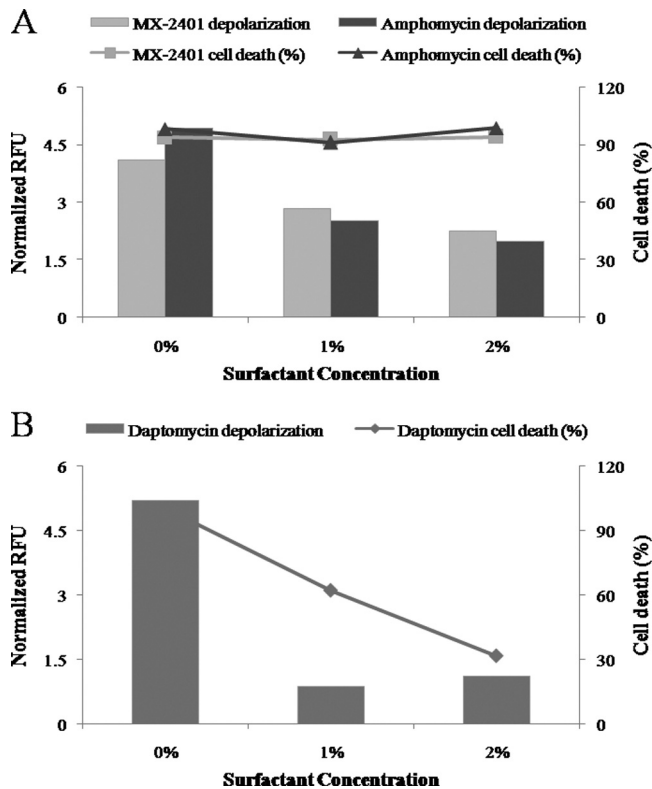 A
MX-2401 depolarization
Amphomycin depolarization
MX-2401 cell death (%)
Amphomycin cell death (%)
6
4.5
3
1.5
0
Normalized RFU
120
90
60
30
0
Cell death (%)
0%
1%
2%
Surfactant Concentration
B
Daptomycin depolarization
Daptomycin cell death (%)
6
4.5
3
1.5
0
Normalized RFU
120
90
60
30
0
Cell death (%)
0%
1%
2%
Surfactant Concentration